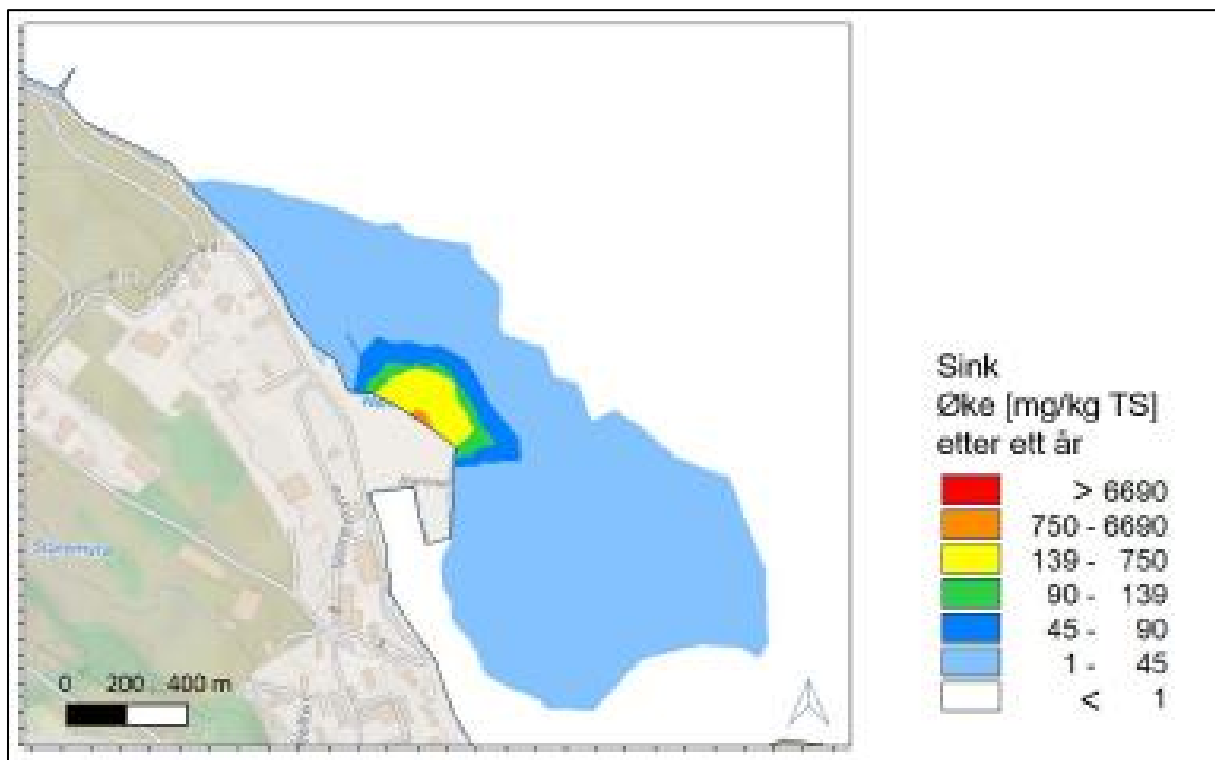 0 200 400 m
Sink
Øke [mg/kg TS]
etter ett år
> 6690
750 - 6690
139 - 750
90 - 139
45 - 90
1 - 45
< 1